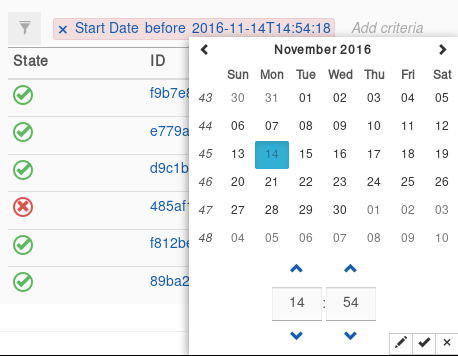 × Start Date before 2016-11-14T14:54:18 Add criteria
State ID
f9b7e8
e779a
d9c1b
485af
f812be
89ba2
November 2016
Sun Mon Tue Wed Thu Fri Sat
43 30 31 01 02 03 04 05
44 06 07 08 09 10 11 12
45 13 14 15 16 17 18 19
46 20 21 22 23 24 25 26
47 27 28 29 30 01 02 03
48 04 05 06 07 08 09 10
14 : 54